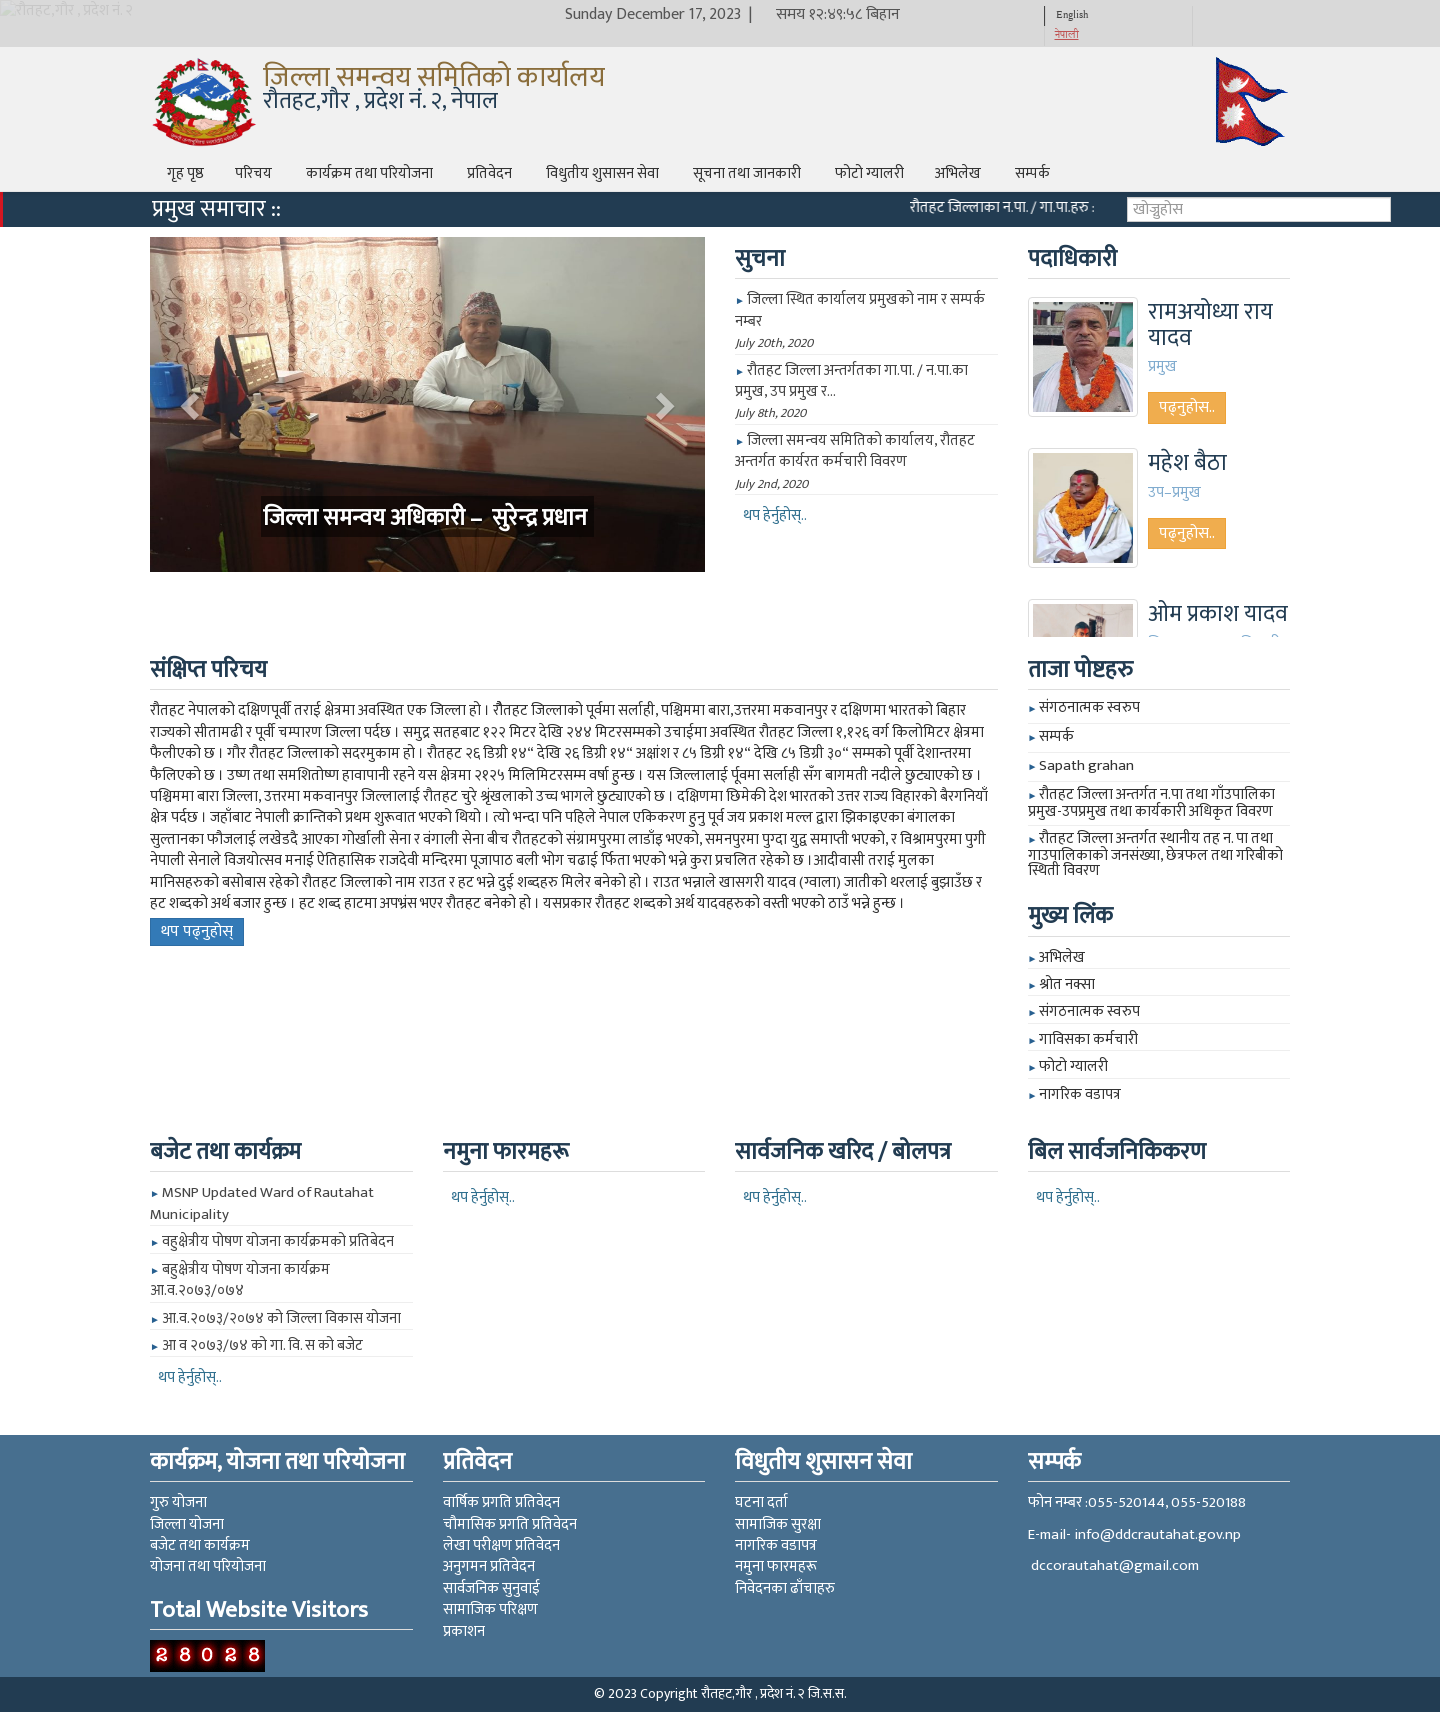 रौतहट,गौर , प्रदेश नं. २
Sunday December 17, 2023 | समय १२:४९:५८ बिहान
English
नेपाली
जिल्ला समन्वय समितिको कार्यालय
रौतहट,गौर , प्रदेश नं. २, नेपाल
गृह पृष्ठ परिचय कार्यक्रम तथा परियोजना प्रतिवेदन विधुतीय शुसासन सेवा सूचना तथा जानकारी फोटो ग्यालरी अभिलेख सम्पर्क
प्रमुख समाचार :: रौतहट जिल्लाका न.पा. / गा.पा.हरु : खोज्नुहोस
जिल्ला समन्वय अधिकारी – सुरेन्द्र प्रधान
सुचना
► जिल्ला स्थित कार्यालय प्रमुखको नाम र सम्पर्क
नम्बर
July 20th, 2020
► रौतहट जिल्ला अन्तर्गतका गा.पा. / न.पा.का
प्रमुख, उप प्रमुख र...
July 8th, 2020
► जिल्ला समन्वय समितिको कार्यालय, रौतहट
अन्तर्गत कार्यरत कर्मचारी विवरण
July 2nd, 2020
थप हेर्नुहोस्..
पदाधिकारी
रामअयोध्या राय
यादव
प्रमुख
पढ्नुहोस..
महेश बैठा
उप–प्रमुख
पढ्नुहोस..
ओम प्रकाश यादव
संक्षिप्त परिचय
रौतहट नेपालको दक्षिणपूर्वी तराई क्षेत्रमा अवस्थित एक जिल्ला हो । रौतहट जिल्लाको पूर्वमा सर्लाही, पश्चिममा बारा,उत्तरमा मकवानपुर र दक्षिणमा भारतको बिहार
राज्यको सीतामढी र पूर्वी चम्पारण जिल्ला पर्दछ । समुद्र सतहबाट १२२ मिटर देखि २४४ मिटरसम्मको उचाईमा अवस्थित रौतहट जिल्ला १,१२६ वर्ग किलोमिटर क्षेत्रमा
फैलीएको छ । गौर रौतहट जिल्लाको सदरमुकाम हो । रौतहट २६ डिग्री १४“ देखि २६ डिग्री १४“ अक्षांश र ८५ डिग्री १४“ देखि ८५ डिग्री ३०“ सम्मको पूर्वी देशान्तरमा
फैलिएको छ । उष्ण तथा समशितोष्ण हावापानी रहने यस क्षेत्रमा २१२५ मिलिमिटरसम्म वर्षा हुन्छ । यस जिल्लालाई र्पूवमा सर्लाही सँग बागमती नदीले छुट्याएको छ ।
पश्चिममा बारा जिल्ला, उत्तरमा मकवानपुर जिल्लालाई रौतहट चुरे श्रृंखलाको उच्च भागले छुट्याएको छ । दक्षिणमा छिमेकी देश भारतको उत्तर राज्य विहारको बैरगनियाँ
क्षेत्र पर्दछ । जहाँबाट नेपाली क्रान्तिको प्रथम शुरूवात भएको थियो । त्यो भन्दा पनि पहिले नेपाल एकिकरण हुनु पूर्व जय प्रकाश मल्ल द्वारा झिकाइएका बंगालका
सुल्तानका फौजलाई लखेडदै आएका गोर्खाली सेना र वंगाली सेना बीच रौतहटको संग्रामपुरमा लाडाँइ भएको, समनपुरमा पुग्दा युद्व समाप्ती भएको, र विश्रामपुरमा पुगी
नेपाली सेनाले विजयोत्सव मनाई ऐतिहासिक राजदेवी मन्दिरमा पूजापाठ बली भोग चढाई र्फिता भएको भन्ने कुरा प्रचलित रहेको छ ।आदीवासी तराई मुलका
मानिसहरुको बसोबास रहेको रौतहट जिल्लाको नाम राउत र हट भन्ने दुई शब्दहरु मिलेर बनेको हो । राउत भन्नाले खासगरी यादव (ग्वाला) जातीको थरलाई बुझाउँछ र
हट शब्दको अर्थ बजार हुन्छ । हट शब्द हाटमा अपभ्रंस भएर रौतहट बनेको हो । यसप्रकार रौतहट शब्दको अर्थ यादवहरुको वस्ती भएको ठाउँ भन्ने हुन्छ ।
थप पढ्नुहोस्
ताजा पोष्टहरु
► संगठनात्मक स्वरुप
► सम्पर्क
► Sapath grahan
► रौतहट जिल्ला अन्तर्गत न.पा तथा गाँउपालिका
प्रमुख-उपप्रमुख तथा कार्यकारी अधिकृत विवरण
► रौतहट जिल्ला अन्तर्गत स्थानीय तह न. पा तथा
गाउपालिकाको जनसंख्या, छेत्रफल तथा गरिबीको
स्थिती विवरण
मुख्य लिंक
► अभिलेख
► श्रोत नक्सा
► संगठनात्मक स्वरुप
► गाविसका कर्मचारी
► फोटो ग्यालरी
► नागरिक वडापत्र
बजेट तथा कार्यक्रम
► MSNP Updated Ward of Rautahat
Municipality
► वहुक्षेत्रीय पोषण योजना कार्यक्रमको प्रतिबेदन
► बहुक्षेत्रीय पोषण योजना कार्यक्रम
आ.व.२०७३/०७४
► आ.व.२०७३/२०७४ को जिल्ला विकास योजना
► आ व २०७३/७४ को गा. वि. स को बजेट
थप हेर्नुहोस्..
नमुना फारमहरू
थप हेर्नुहोस्..
सार्वजनिक खरिद / बोलपत्र
थप हेर्नुहोस्..
बिल सार्वजनिकिकरण
थप हेर्नुहोस्..
कार्यक्रम, योजना तथा परियोजना
गुरु योजना
जिल्ला योजना
बजेट तथा कार्यक्रम
योजना तथा परियोजना
Total Website Visitors
28028
प्रतिवेदन
वार्षिक प्रगति प्रतिवेदन
चौमासिक प्रगति प्रतिवेदन
लेखा परीक्षण प्रतिवेदन
अनुगमन प्रतिवेदन
सार्वजनिक सुनुवाई
सामाजिक परिक्षण
प्रकाशन
विधुतीय शुसासन सेवा
घटना दर्ता
सामाजिक सुरक्षा
नागरिक वडापत्र
नमुना फारमहरू
निवेदनका ढाँचाहरु
सम्पर्क
फोन नम्बर :055-520144, 055-520188
E-mail- info@ddcrautahat.gov.np
dccorautahat@gmail.com
© 2023 Copyright रौतहट,गौर , प्रदेश नं. २ जि.स.स.